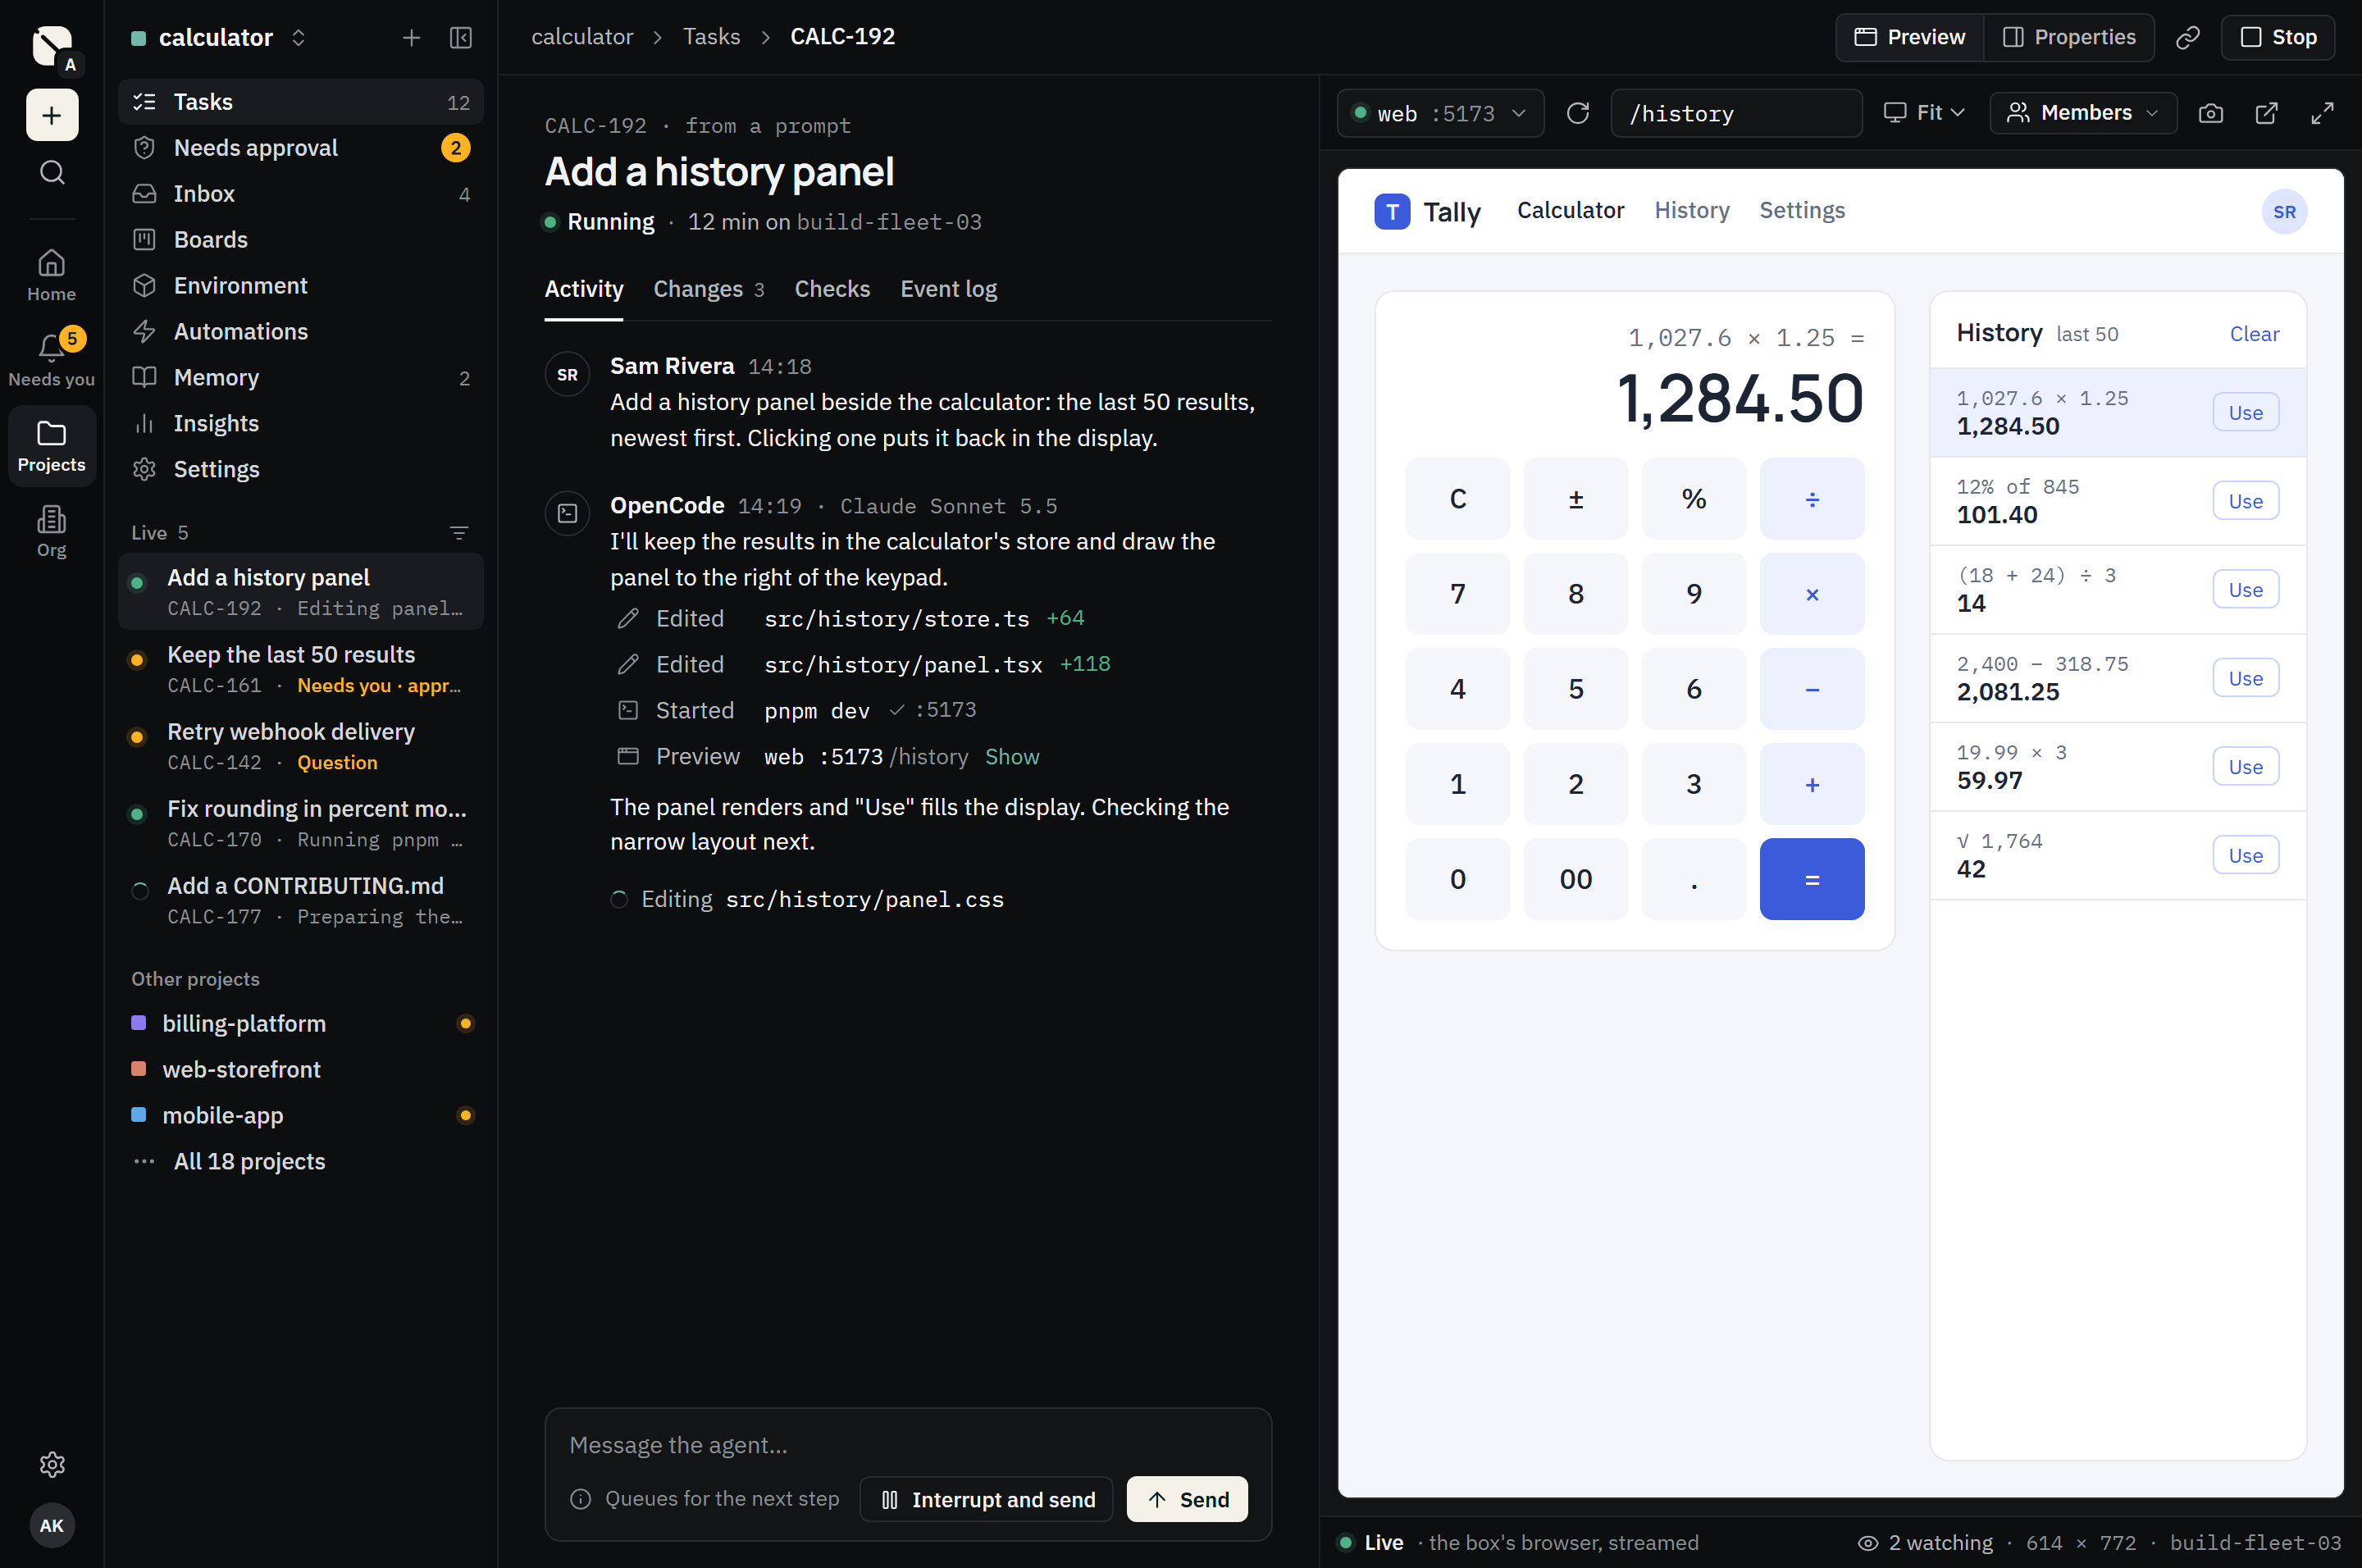 A
Home
5
Needs you
Projects
Org
AK
calculator
Tasks 12
Needs approval 2
Inbox 4
Boards
Environment
Automations
Memory 2
Insights
Settings
Live 5
Add a history panel
CALC-192 · Editing panel…
Keep the last 50 results
CALC-161 · Needs you · appr…
Retry webhook delivery
CALC-142 · Question
Fix rounding in percent mo…
CALC-170 · Running pnpm …
Add a CONTRIBUTING.md
CALC-177 · Preparing the…
Other projects
billing-platform
web-storefront
mobile-app
All 18 projects
calculator > Tasks > CALC-192
Preview Properties Stop
CALC-192 · from a prompt
Add a history panel
Running · 12 min on build-fleet-03
Activity Changes 3 Checks Event log
SR Sam Rivera 14:18
Add a history panel beside the calculator: the last 50 results,
newest first. Clicking one puts it back in the display.
OpenCode 14:19 · Claude Sonnet 5.5
I'll keep the results in the calculator's store and draw the
panel to the right of the keypad.
Edited src/history/store.ts +64
Edited src/history/panel.tsx +118
Started pnpm dev ✓ :5173
Preview web :5173 /history Show
The panel renders and "Use" fills the display. Checking the
narrow layout next.
Editing src/history/panel.css
Message the agent…
Queues for the next step Interrupt and send Send
web :5173 /history Fit Members
T Tally Calculator History Settings SR
1,027.6 × 1.25 =
1,284.50
C ± % ÷
7 8 9 ×
4 5 6 −
1 2 3 +
0 00 . =
History last 50 Clear
1,027.6 × 1.25
1,284.50 Use
12% of 845
101.40 Use
(18 + 24) ÷ 3
14 Use
2,400 − 318.75
2,081.25 Use
19.99 × 3
59.97 Use
√ 1,764
42 Use
Live · the box's browser, streamed
2 watching · 614 × 772 · build-fleet-03